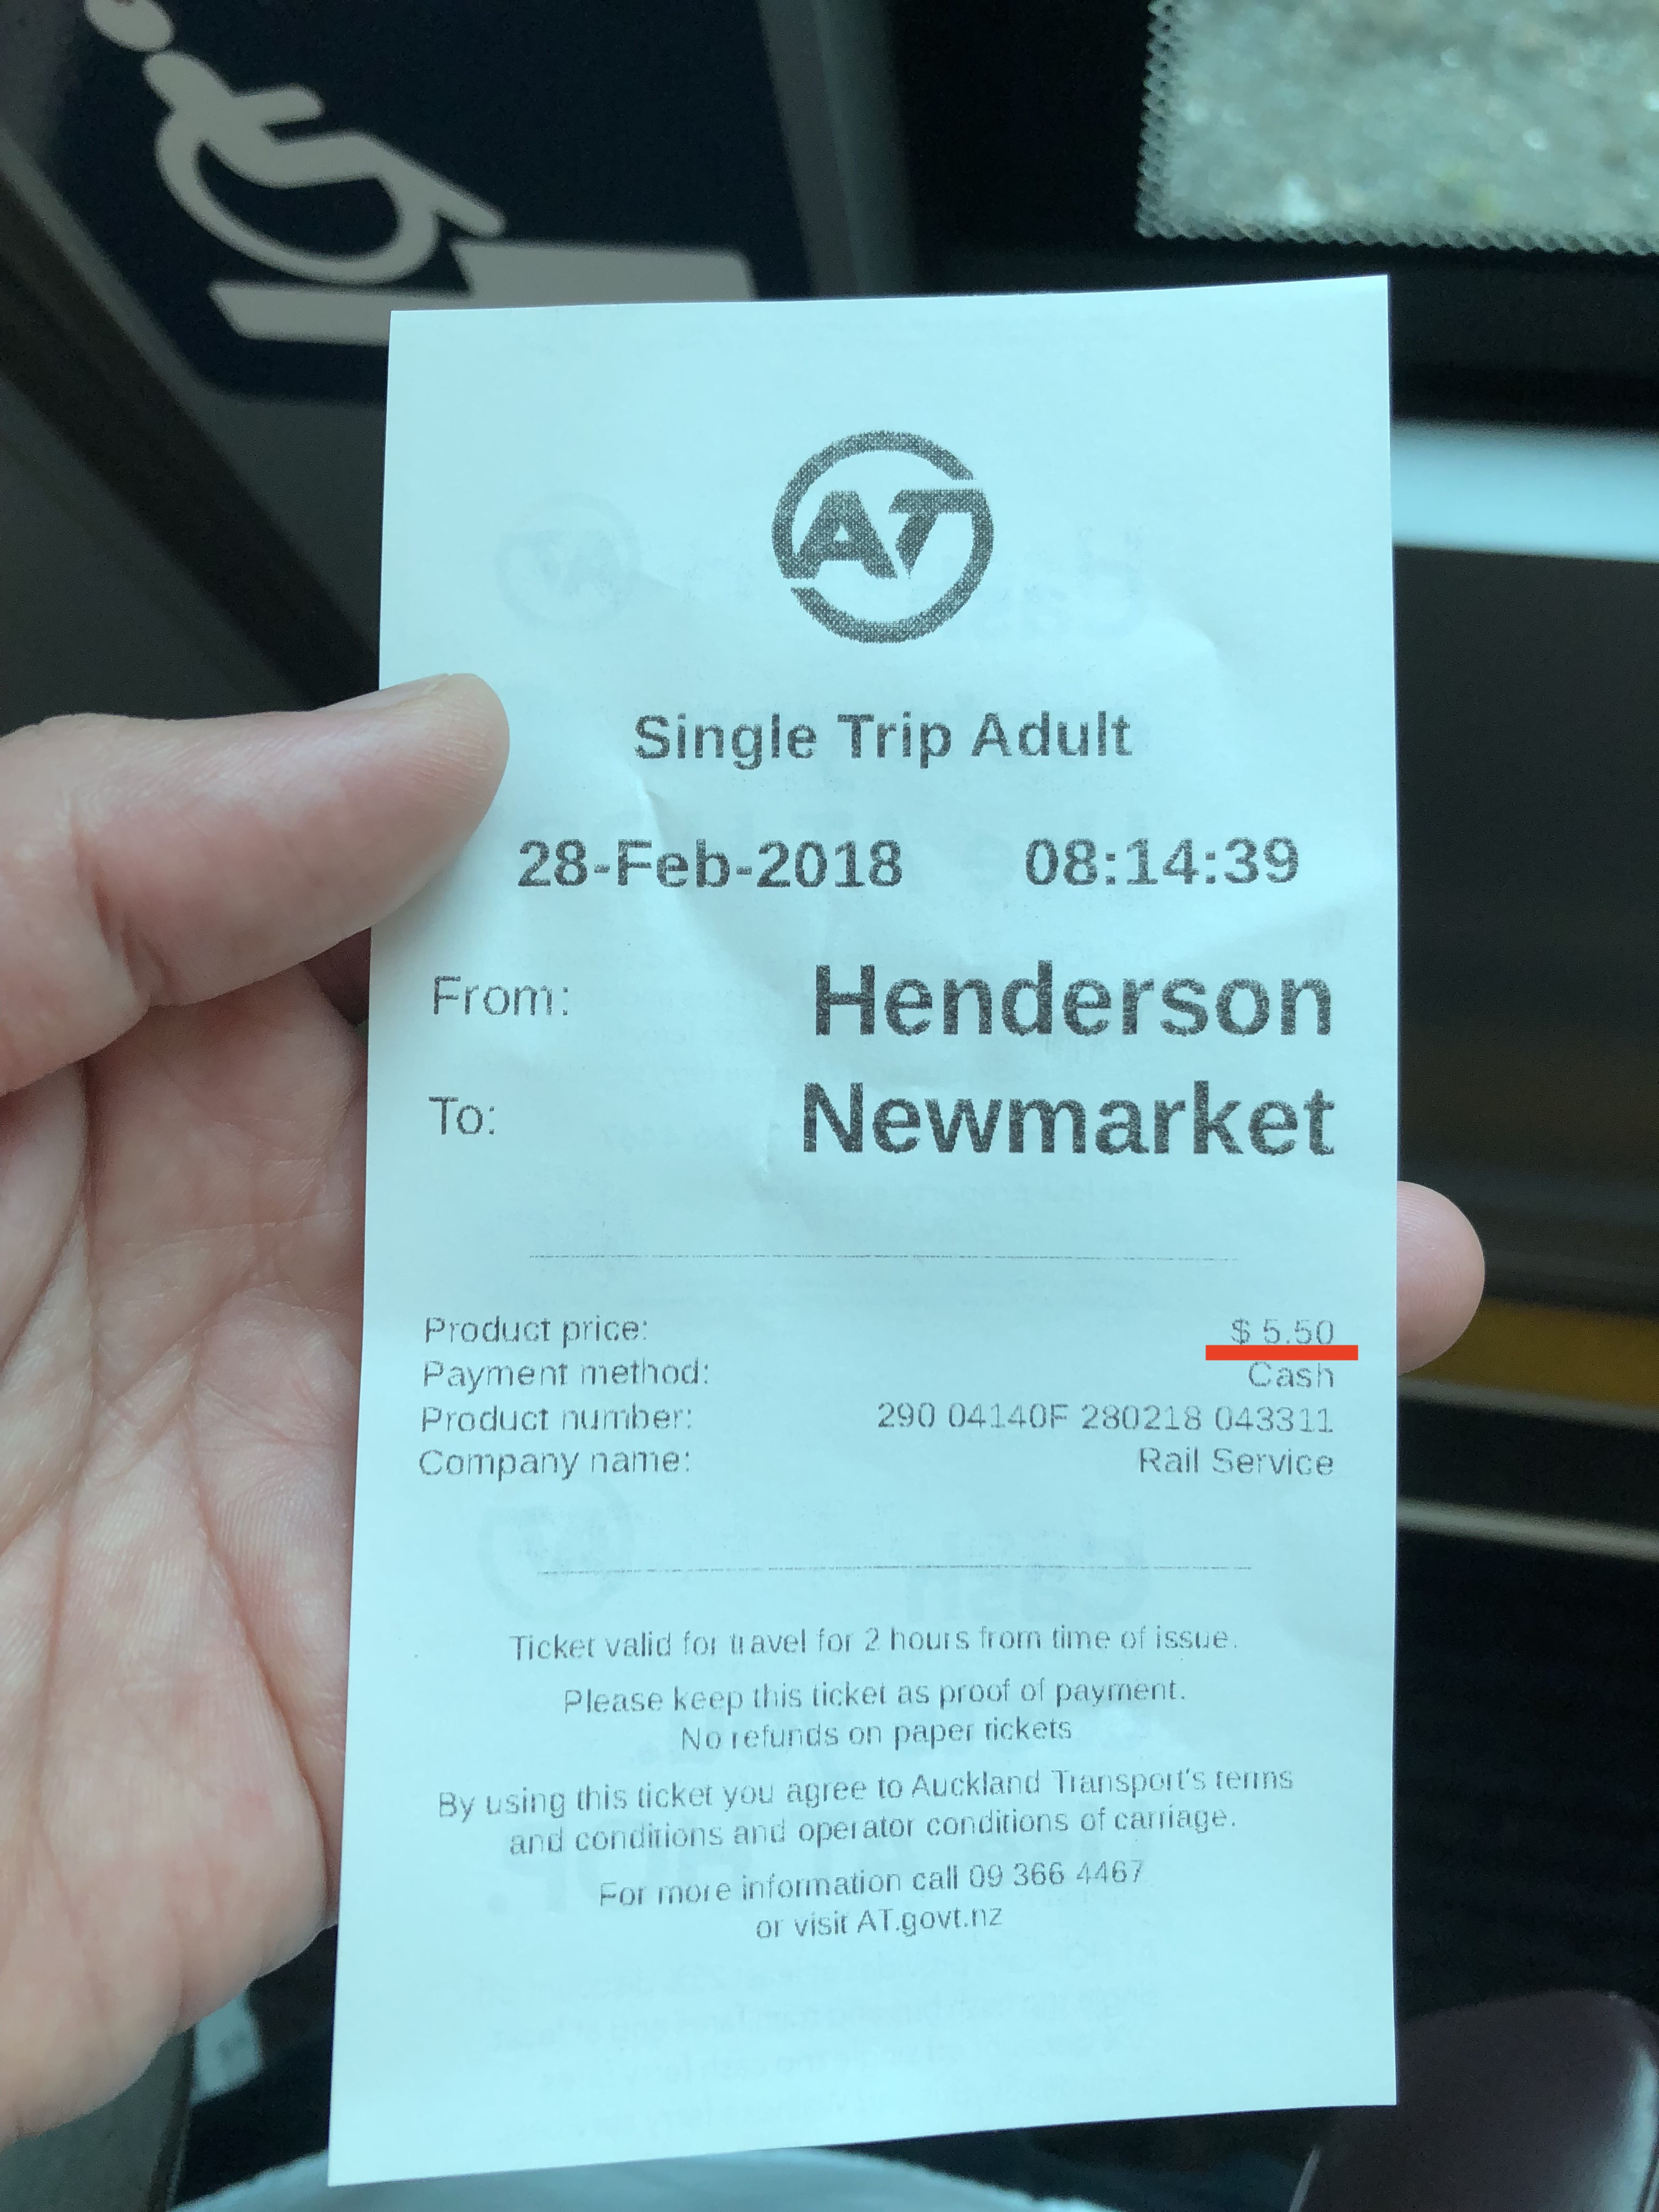 AT
Single Trip Adult
28-Feb-2018 08:14:39
From: Henderson
To: Newmarket
Product price: $ 5.50
Payment method: Cash
Product number: 290 04140F 280218 043311
Company name: Rail Service
Ticket valid for travel for 2 hours from time of issue.
Please keep this ticket as proof of payment.
No refunds on paper tickets
By using this ticket you agree to Auckland Transport's terms
and conditions and operator conditions of carriage.
For more information call 09 366 4467
or visit AT.govt.nz